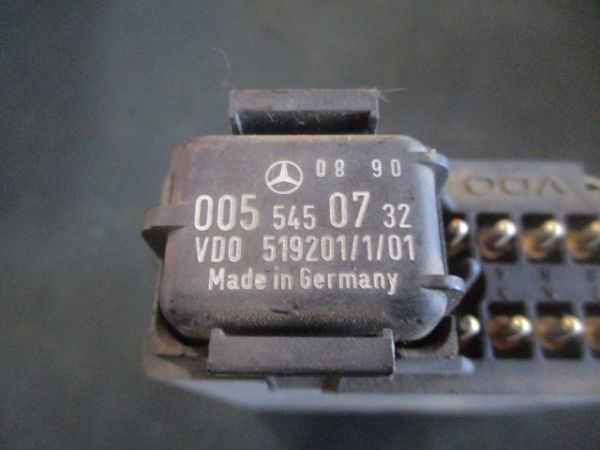 08 90
005 545 07 32
VDO 519201/1/01
Made in Germany
VDO